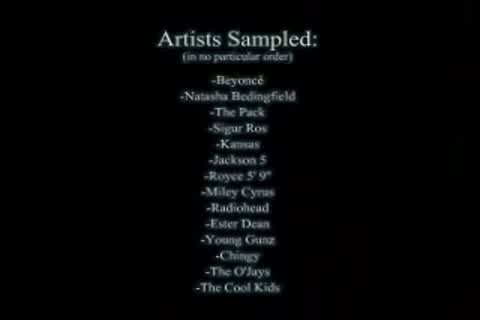 Artists Sampled:
(in no particular order)
-Beyoncé
-Natasha Bedingfield
-The Pack
-Sigur Ros
-Kansas
-Jackson 5
-Royce 5' 9"
-Miley Cyrus
-Radiohead
-Ester Dean
-Young Gunz
-Chingy
-The O'Jays
-The Cool Kids